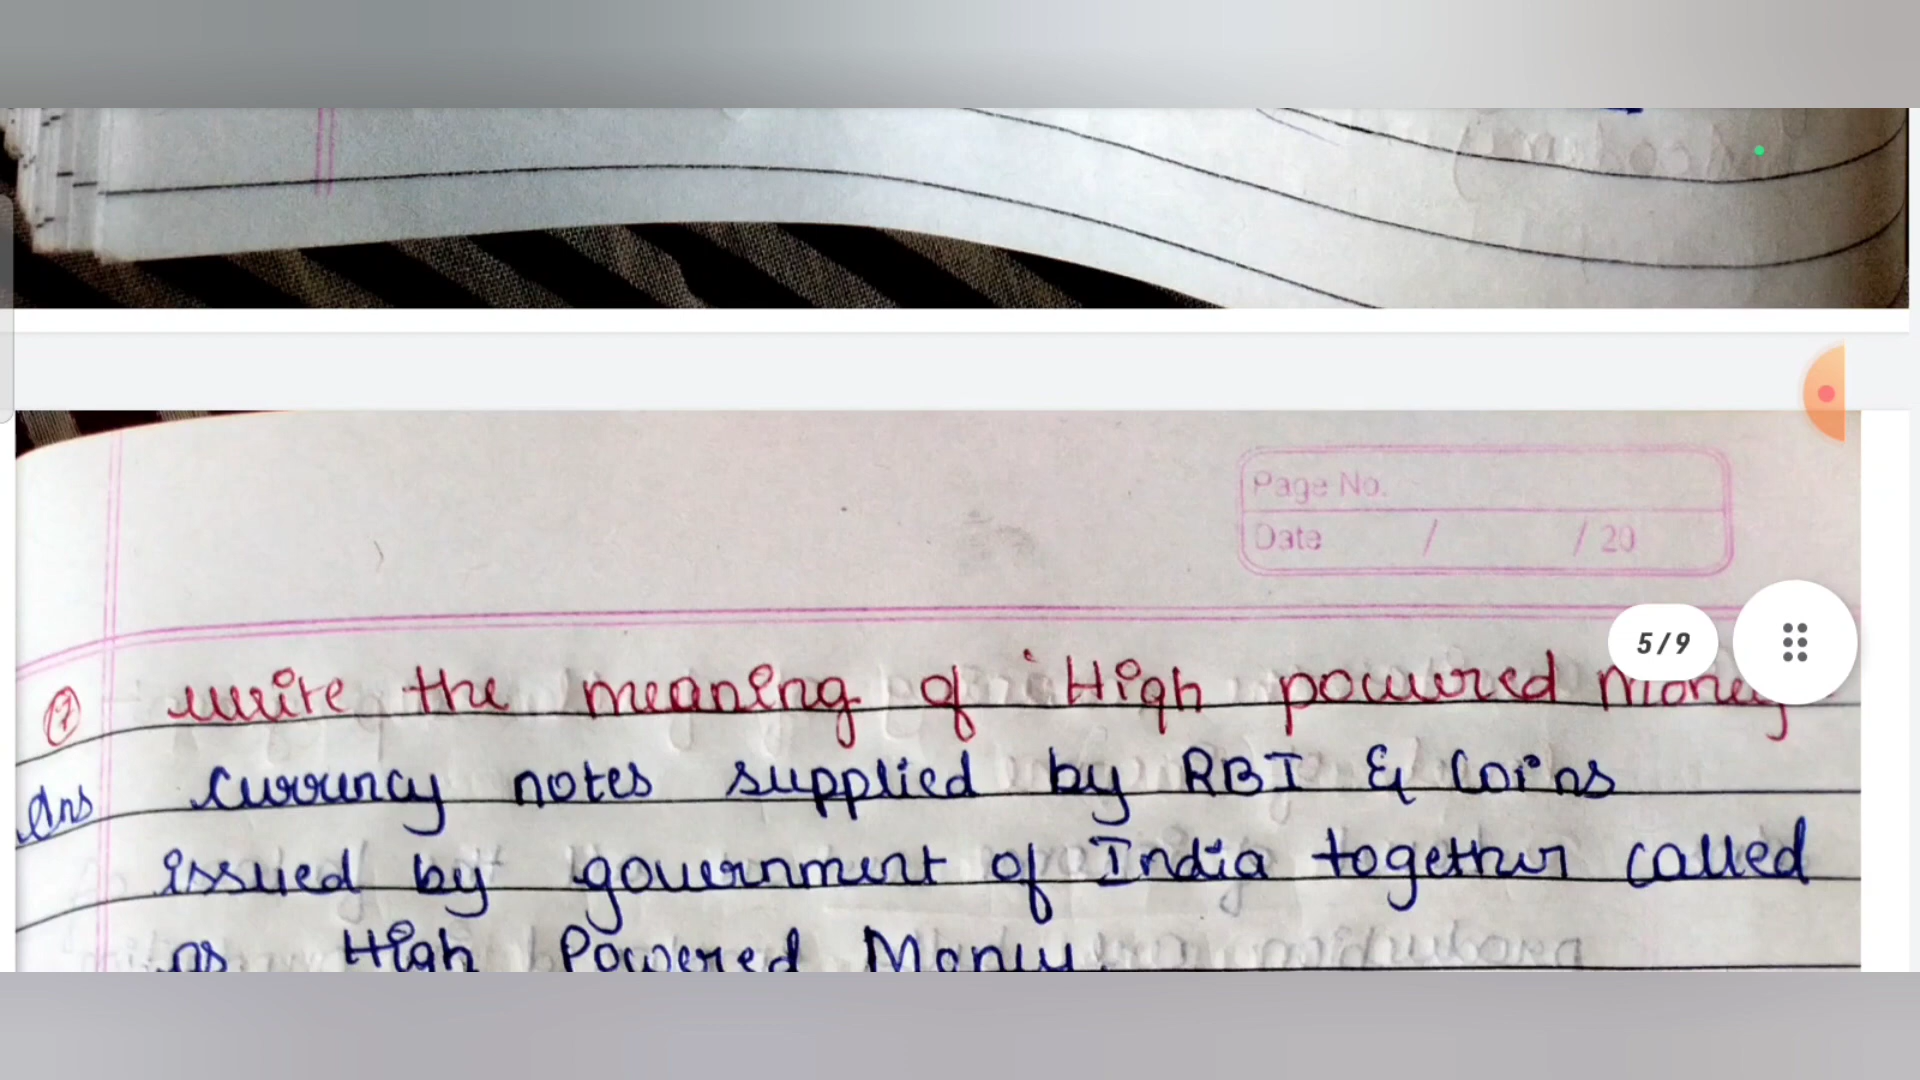 Page No.
Date / / 20
5/9
7 write the meaning of 'High powered Money
Ans currency notes supplied by RBI & Coins
issued by government of India together called
as High Powered Money.